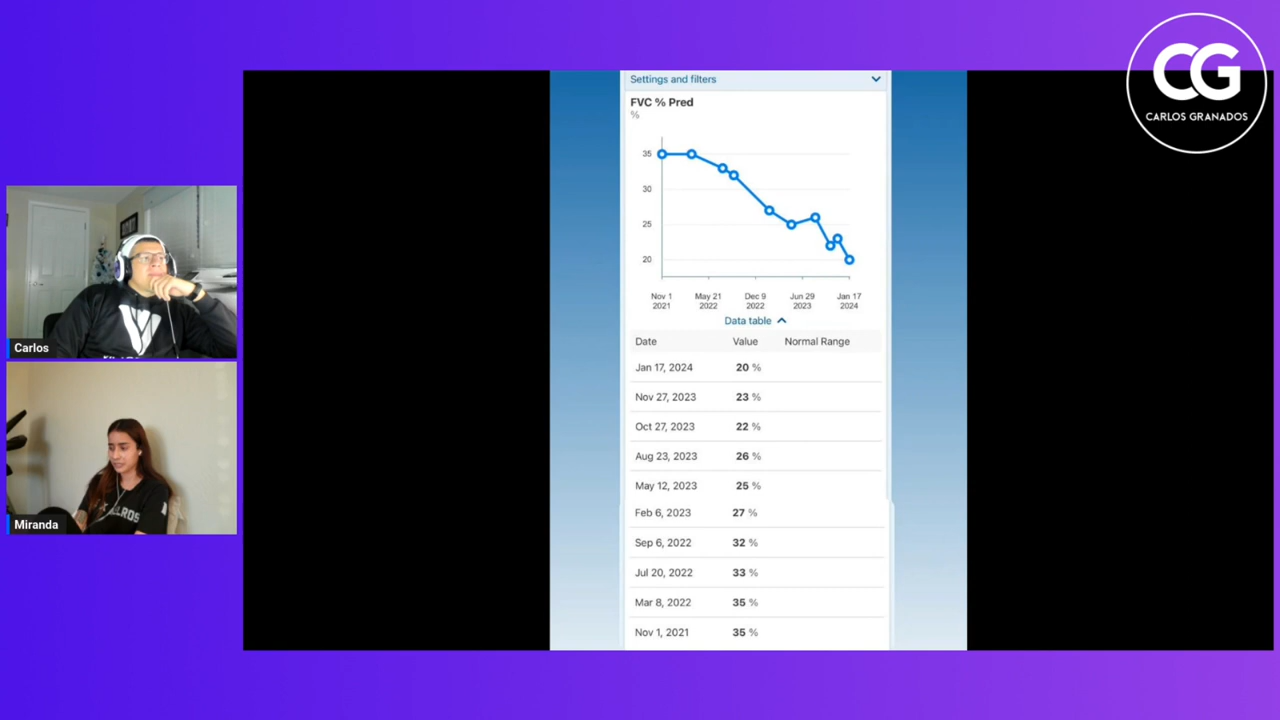 CG
CARLOS GRANADOS
Settings and filters
FVC % Pred
%
35
30
25
20
Nov 1 2021
May 21 2022
Dec 9 2022
Jun 29 2023
Jan 17 2024
Data table
Date Value Normal Range
Jan 17, 2024 20 %
Nov 27, 2023 23 %
Oct 27, 2023 22 %
Aug 23, 2023 26 %
May 12, 2023 25 %
Feb 6, 2023 27 %
Sep 6, 2022 32 %
Jul 20, 2022 33 %
Mar 8, 2022 35 %
Nov 1, 2021 35 %
Carlos
Miranda